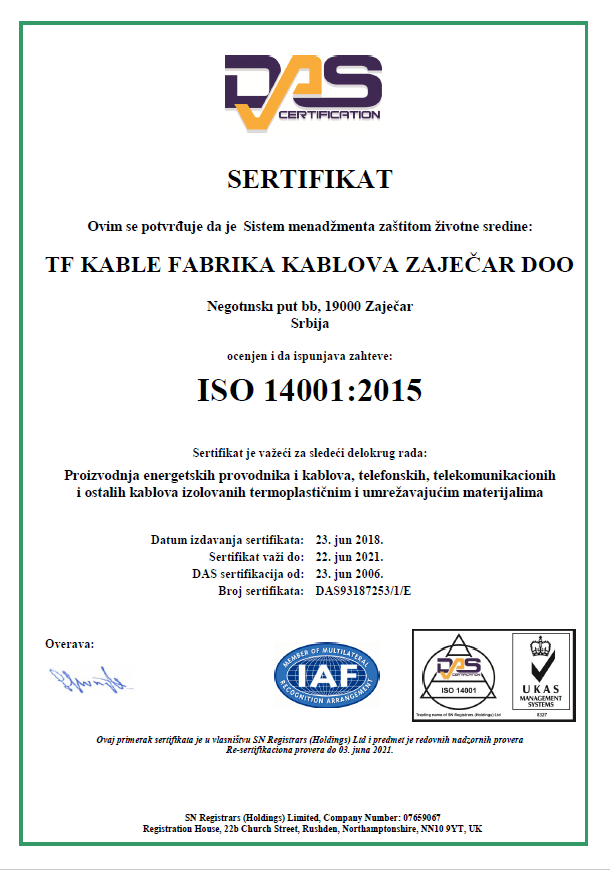 DAS
CERTIFICATION
SERTIFIKAT
Ovim se potvrđuje da je Sistem menadžmenta zaštitom životne sredine:
TF KABLE FABRIKA KABLOVA ZAJEČAR DOO
Negotınskı put bb, 19000 Zaječar
Srbija
ocenjen i da ispunjava zahteve:
ISO 14001:2015
Sertifikat je važeći za sledeći delokrug rada:
Proizvodnja energetskih provodnika i kablova, telefonskih, telekomunikacionih
i ostalih kablova izolovanih termoplastičnim i umrežavajućim materijalima
Datum izdavanja sertifikata: 23. jun 2018.
Sertifikat važi do: 22. jun 2021.
DAS sertifikacija od: 23. jun 2006.
Broj sertifikata: DAS93187253/1/E
Overava:
MEMBER OF MULTILATERAL
IAF
RECOGNITION ARRANGEMENT
DAS
CERTIFICATION
ISO 14001
Trading name of SN Registrars (Holdings) Ltd
UKAS
MANAGEMENT
SYSTEMS
8327
Ovaj primerak sertifikata je u vlasništvu SN Registrars (Holdings) Ltd i predmet je redovnih nadzornih provera
Re-sertifikaciona provera do 03. juna 2021.
SN Registrars (Holdings) Limited, Company Number: 07659067
Registration House, 22b Church Street, Rushden, Northamptonshire, NN10 9YT, UK